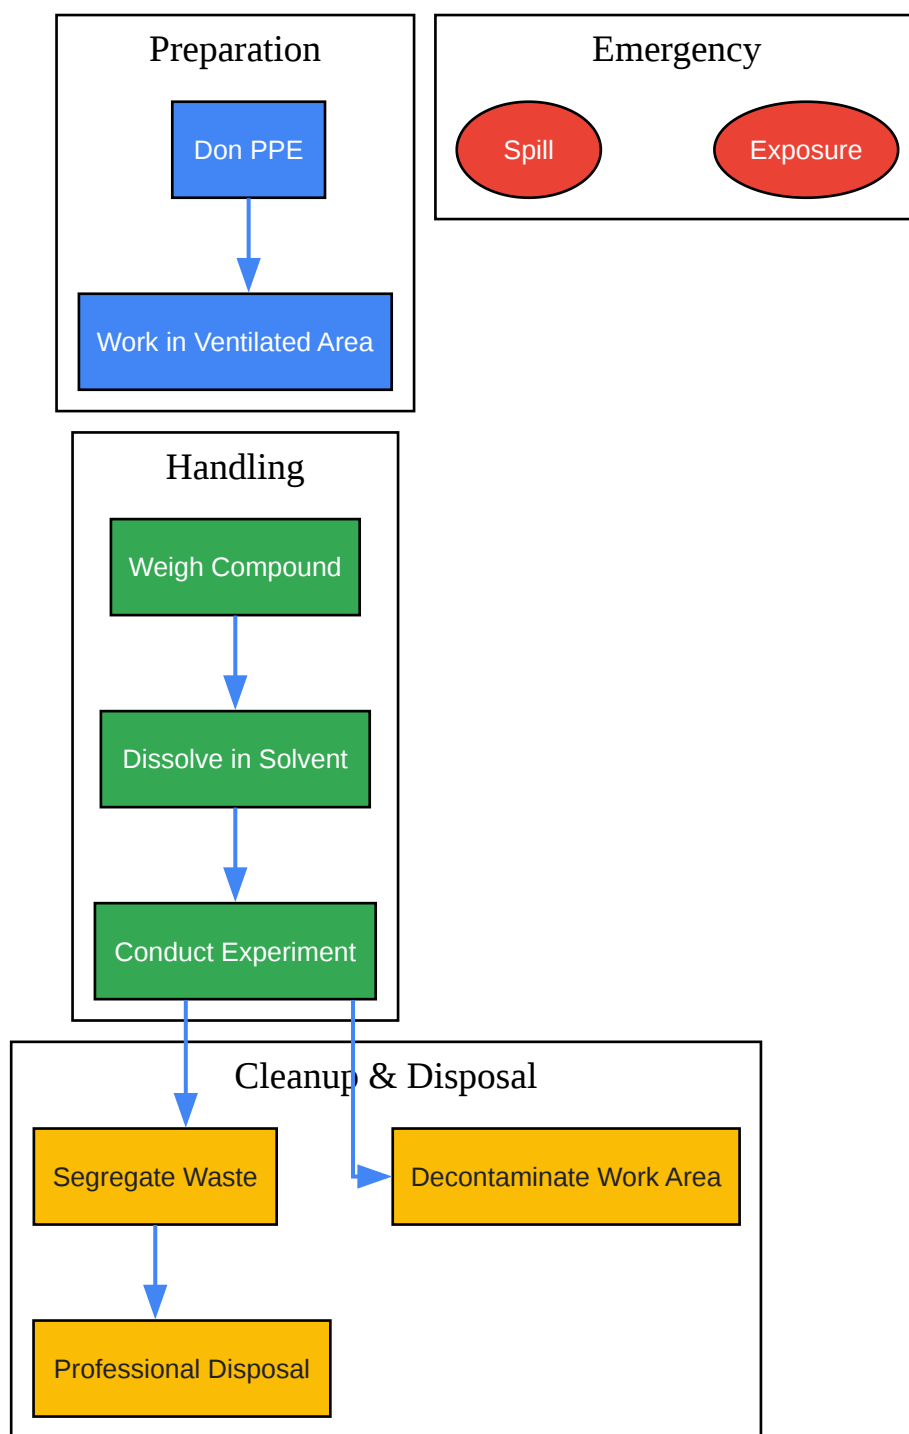 Preparation
Don PPE
Work in Ventilated Area
Emergency
Spill
Exposure
Handling
Weigh Compound
Dissolve in Solvent
Conduct Experiment
Cleanup & Disposal
Segregate Waste
Decontaminate Work Area
Professional Disposal